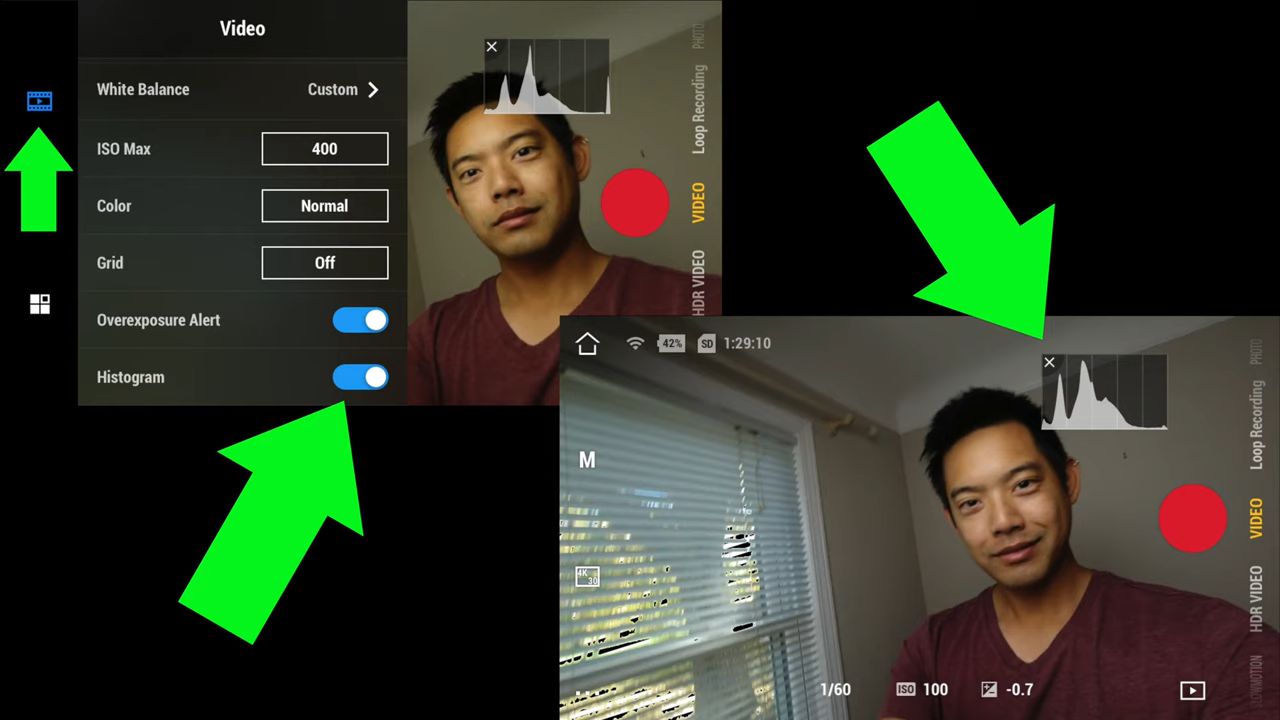 Video
White Balance
Custom
ISO Max
400
Color
Normal
Grid
Off
Overexposure Alert
Histogram
PHOTO
Loop Recording
VIDEO
HDR VIDEO
42%
SD
1:29:10
M
4K
30
1/60
ISO
100
-0.7
PHOTO
Loop Recording
VIDEO
HDR VIDEO
SLOWMOTION